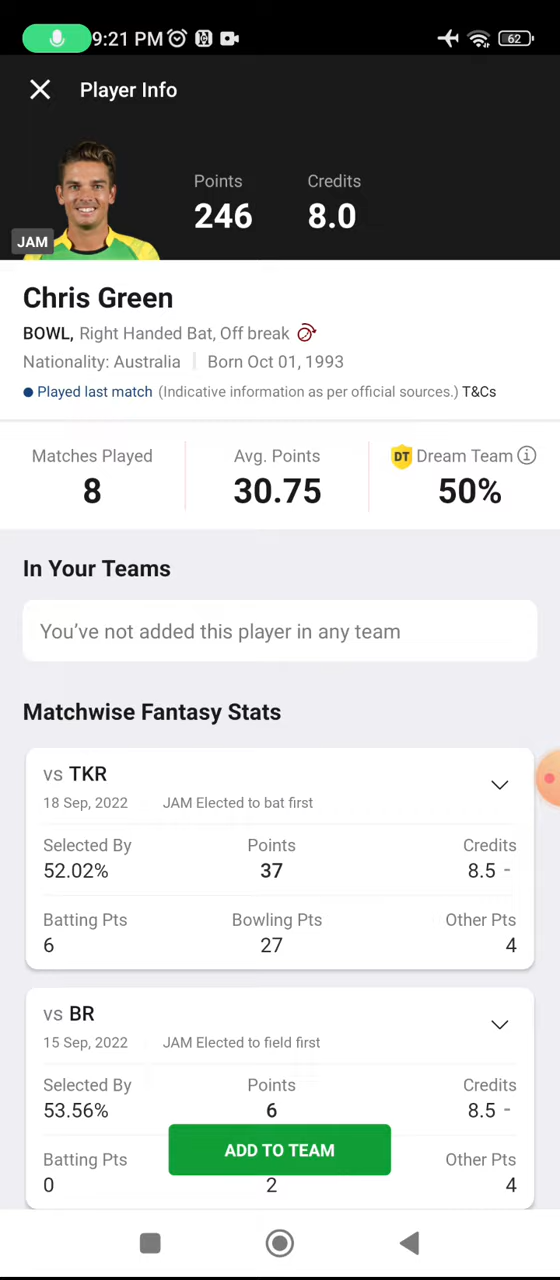 9:21 PM
62
Player Info
Points
Credits
246
8.0
JAM
Chris Green
BOWL, Right Handed Bat, Off break
Nationality: Australia Born Oct 01, 1993
Played last match (Indicative information as per official sources.) T&Cs
Matches Played Avg. Points DT Dream Team i
8 30.75 50%
In Your Teams
You've not added this player in any team
Matchwise Fantasy Stats
vs TKR
18 Sep, 2022 JAM Elected to bat first
Selected By Points Credits
52.02% 37 8.5 -
Batting Pts Bowling Pts Other Pts
6 27 4
vs BR
15 Sep, 2022 JAM Elected to field first
Selected By Points Credits
53.56% 6 8.5 -
ADD TO TEAM
Batting Pts Other Pts
0 2 4